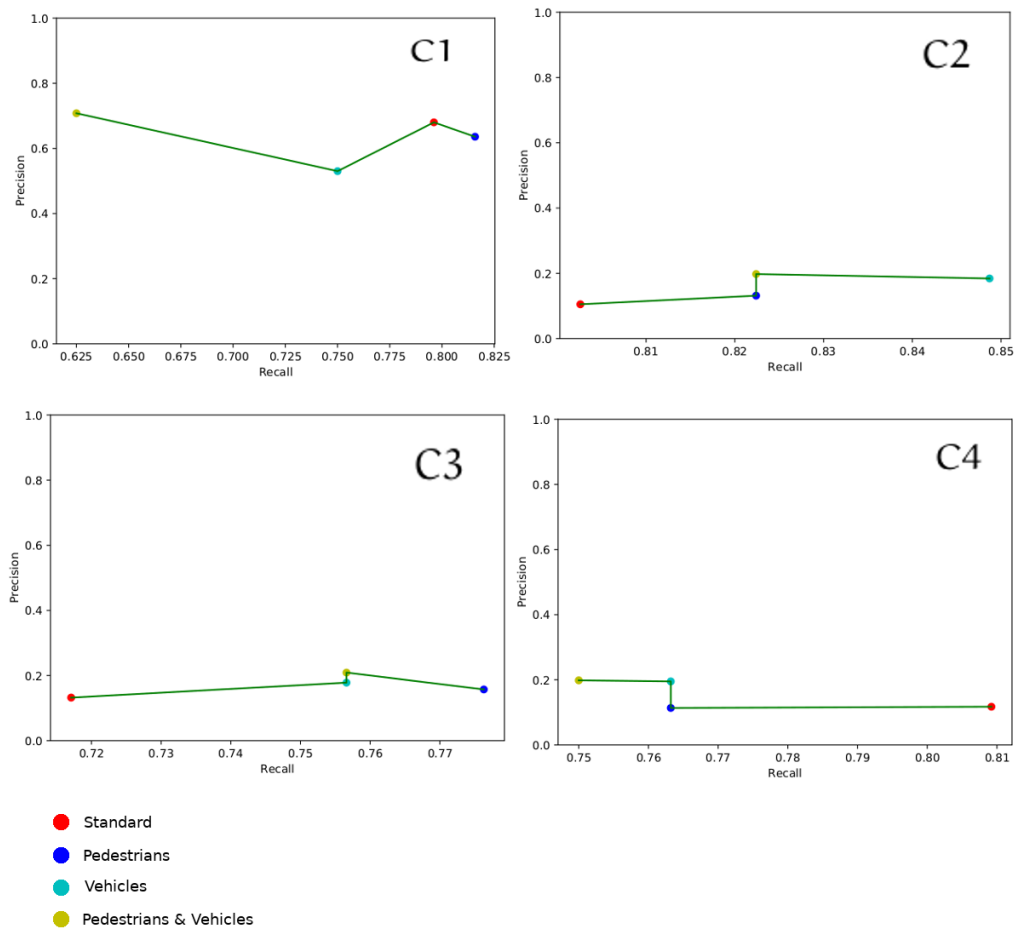 C1
1.0
0.8
0.6
0.4
0.2
0.0
Precision
0.625 0.650 0.675 0.700 0.725 0.750 0.775 0.800 0.825
Recall
C2
1.0
0.8
0.6
0.4
0.2
0.0
Precision
0.81 0.82 0.83 0.84 0.85
Recall
C3
1.0
0.8
0.6
0.4
0.2
0.0
Precision
0.72 0.73 0.74 0.75 0.76 0.77
Recall
C4
1.0
0.8
0.6
0.4
0.2
0.0
Precision
0.75 0.76 0.77 0.78 0.79 0.80 0.81
Recall
Standard
Pedestrians
Vehicles
Pedestrians & Vehicles